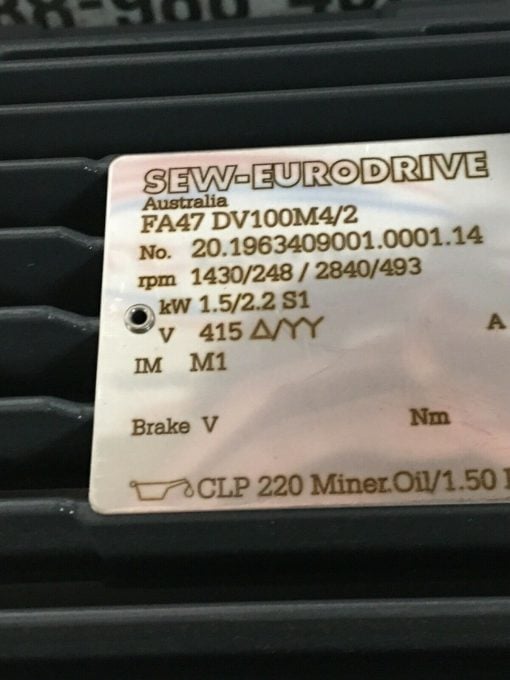 SEW-EURODRIVE
Australia
FA47 DV100M4/2
No. 20.1963409001.0001.14
rpm 1430/248 / 2840/493
kW 1.5/2.2 S1
V 415 Δ/YY A
IM M1
Brake V Nm
CLP 220 Miner.Oil/1.50